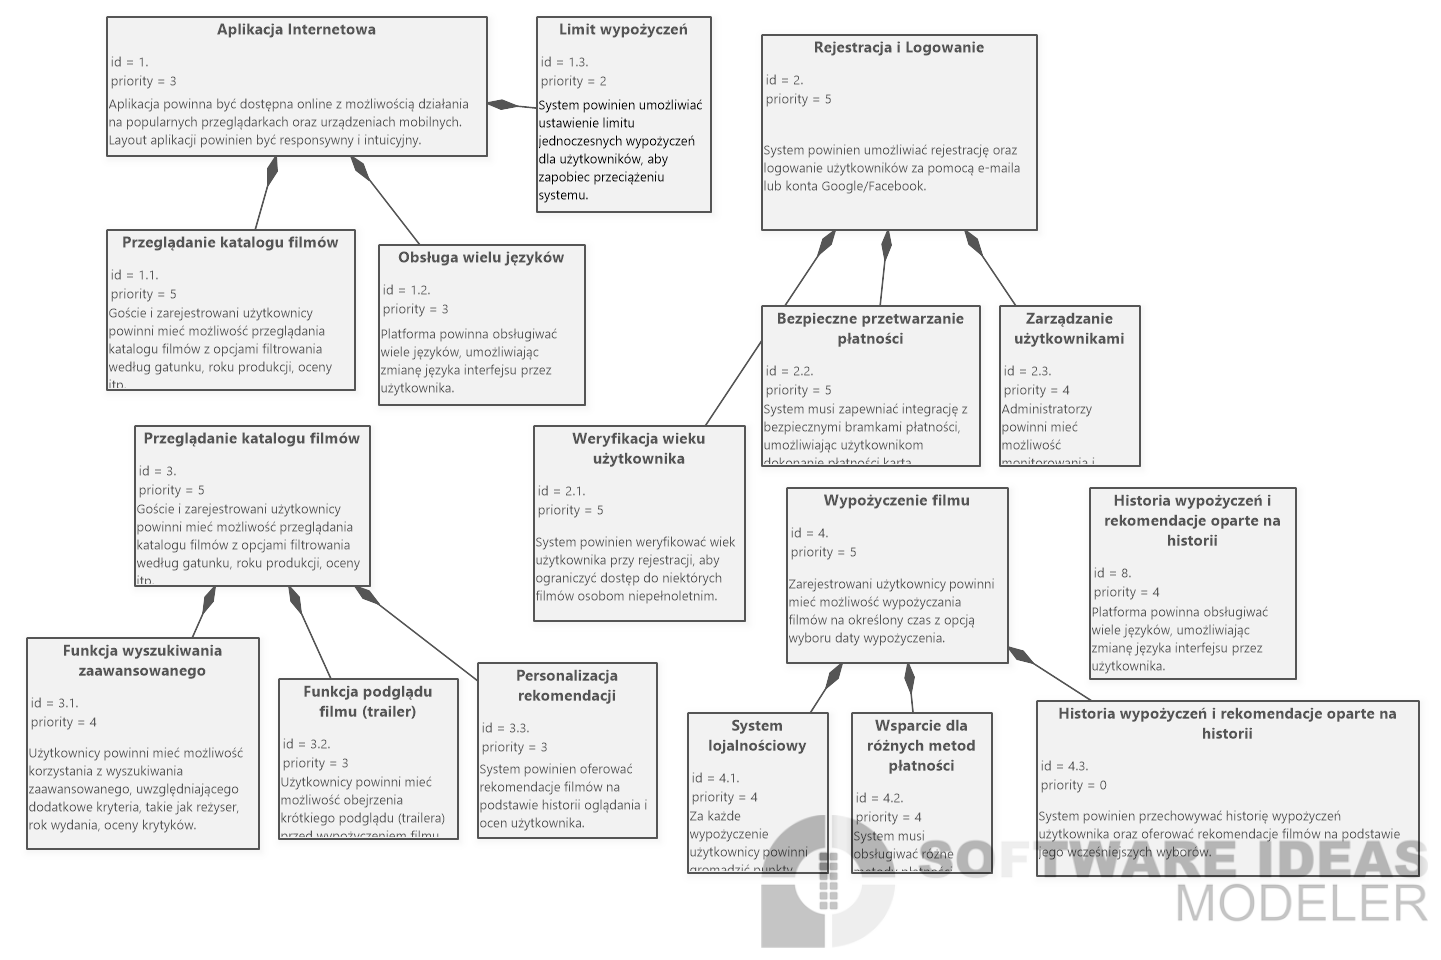 Aplikacja Internetowa
id = 1.
priority = 3
Aplikacja powinna być dostępna online z możliwością działania
na popularnych przeglądarkach oraz urządzeniach mobilnych.
Layout aplikacji powinien być responsywny i intuicyjny.
Limit wypożyczeń
id = 1.3.
priority = 2
System powinien umożliwiać
ustawienie limitu
jednoczesnych wypożyczeń
dla użytkowników, aby
zapobiec przeciążeniu
systemu.
Rejestracja i Logowanie
id = 2.
priority = 5
System powinien umożliwiać rejestrację oraz
logowanie użytkowników za pomocą e-maila
lub konta Google/Facebook.
Przeglądanie katalogu filmów
id = 1.1.
priority = 5
Goście i zarejestrowani użytkownicy
powinni mieć możliwość przeglądania
katalogu filmów z opcjami filtrowania
według gatunku, roku produkcji, oceny
itp.
Obsługa wielu języków
id = 1.2.
priority = 3
Platforma powinna obsługiwać
wiele języków, umożliwiając
zmianę języka interfejsu przez
użytkownika.
Bezpieczne przetwarzanie
płatności
id = 2.2.
priority = 5
System musi zapewniać integrację z
bezpiecznymi bramkami płatności,
umożliwiając użytkownikom
dokonanie płatności kartą
Zarządzanie
użytkownikami
id = 2.3.
priority = 4
Administratorzy
powinni mieć
możliwość
monitorowania i
Przeglądanie katalogu filmów
id = 3.
priority = 5
Goście i zarejestrowani użytkownicy
powinni mieć możliwość przeglądania
katalogu filmów z opcjami filtrowania
według gatunku, roku produkcji, oceny
itp.
Weryfikacja wieku
użytkownika
id = 2.1.
priority = 5
System powinien weryfikować wiek
użytkownika przy rejestracji, aby
ograniczyć dostęp do niektórych
filmów osobom niepełnoletnim.
Wypożyczenie filmu
id = 4.
priority = 5
Zarejestrowani użytkownicy powinni
mieć możliwość wypożyczania
filmów na określony czas z opcją
wyboru daty wypożyczenia.
Historia wypożyczeń i
rekomendacje oparte na
historii
id = 8.
priority = 4
Platforma powinna obsługiwać
wiele języków, umożliwiając
zmianę języka interfejsu przez
użytkownika.
Funkcja wyszukiwania
zaawansowanego
id = 3.1.
priority = 4
Użytkownicy powinni mieć możliwość
korzystania z wyszukiwania
zaawansowanego, uwzględniającego
dodatkowe kryteria, takie jak reżyser,
rok wydania, oceny krytyków.
Funkcja podglądu
filmu (trailer)
id = 3.2.
priority = 3
Użytkownicy powinni mieć
możliwość obejrzenia
krótkiego podglądu (trailera)
przed wypożyczeniem filmu
Personalizacja
rekomendacji
id = 3.3.
priority = 3
System powinien oferować
rekomendacje filmów na
podstawie historii oglądania i
ocen użytkownika.
System
lojalnościowy
id = 4.1.
priority = 4
Za każde
wypożyczenie
użytkownicy powinni
gromadzić punkty
Wsparcie dla
różnych metod
płatności
id = 4.2.
priority = 4
System musi
obsługiwać różne
metody płatności
Historia wypożyczeń i rekomendacje oparte na
historii
id = 4.3.
priority = 0
System powinien przechowywać historię wypożyczeń
użytkownika oraz oferować rekomendacje filmów na podstawie
jego wcześniejszych wyborów.
SOFTWARE IDEAS
MODELER